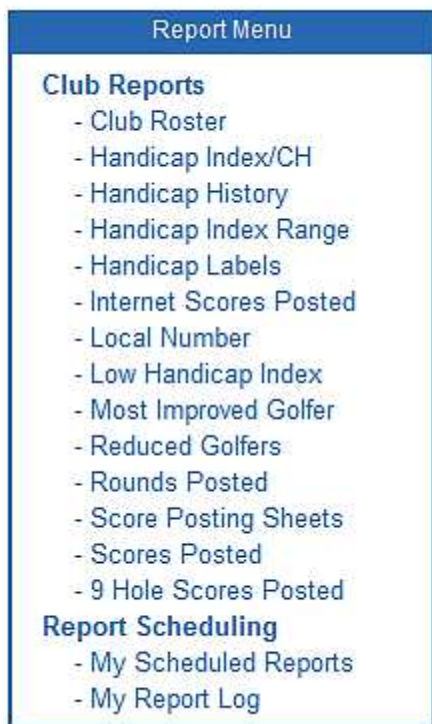 Report Menu
Club Reports
- Club Roster
- Handicap Index/CH
- Handicap History
- Handicap Index Range
- Handicap Labels
- Internet Scores Posted
- Local Number
- Low Handicap Index
- Most Improved Golfer
- Reduced Golfers
- Rounds Posted
- Score Posting Sheets
- Scores Posted
- 9 Hole Scores Posted
Report Scheduling
- My Scheduled Reports
- My Report Log